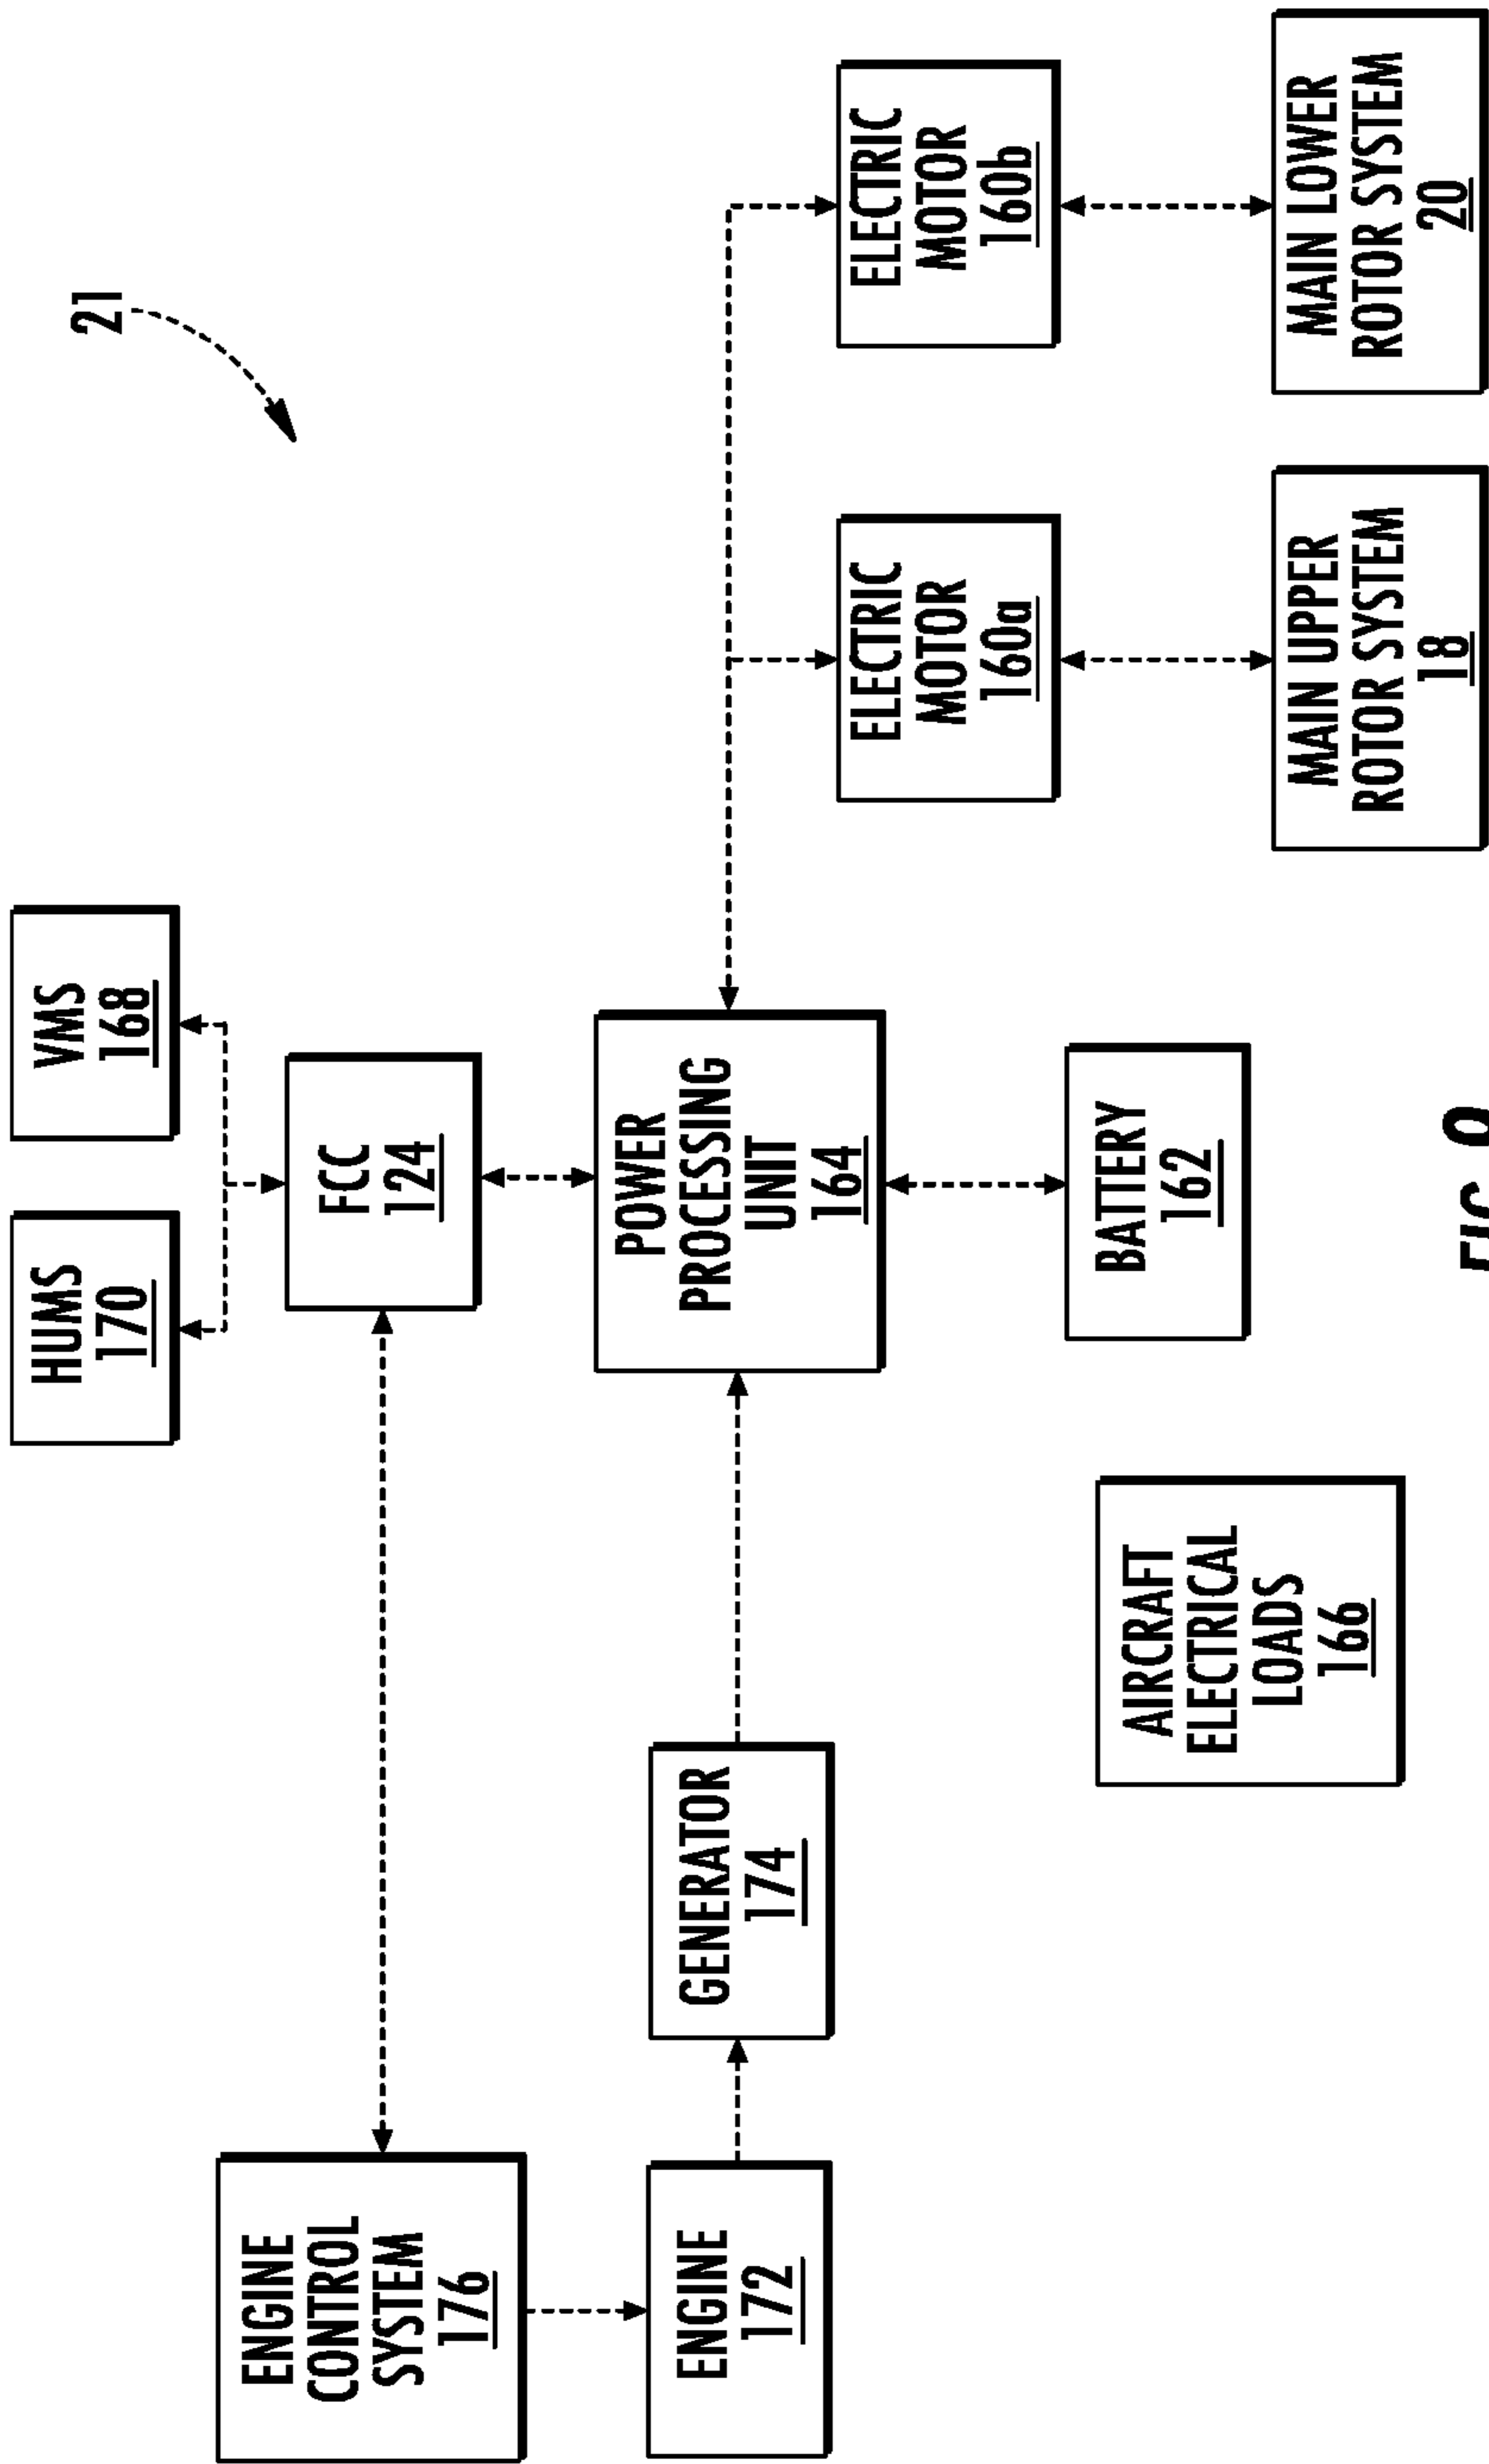 HUMS
170
VMS
168
21
ENGINE
CONTROL
SYSTEM
176
FCC
124
ENGINE
172
GENERATOR
174
POWER
PROCESSING
UNIT
164
ELECTRIC
MOTOR
160a
ELECTRIC
MOTOR
160b
AIRCRAFT
ELECTRICAL
LOADS
166
BATTERY
162
MAIN UPPER
ROTOR SYSTEM
18
MAIN LOWER
ROTOR SYSTEM
20
FIG.